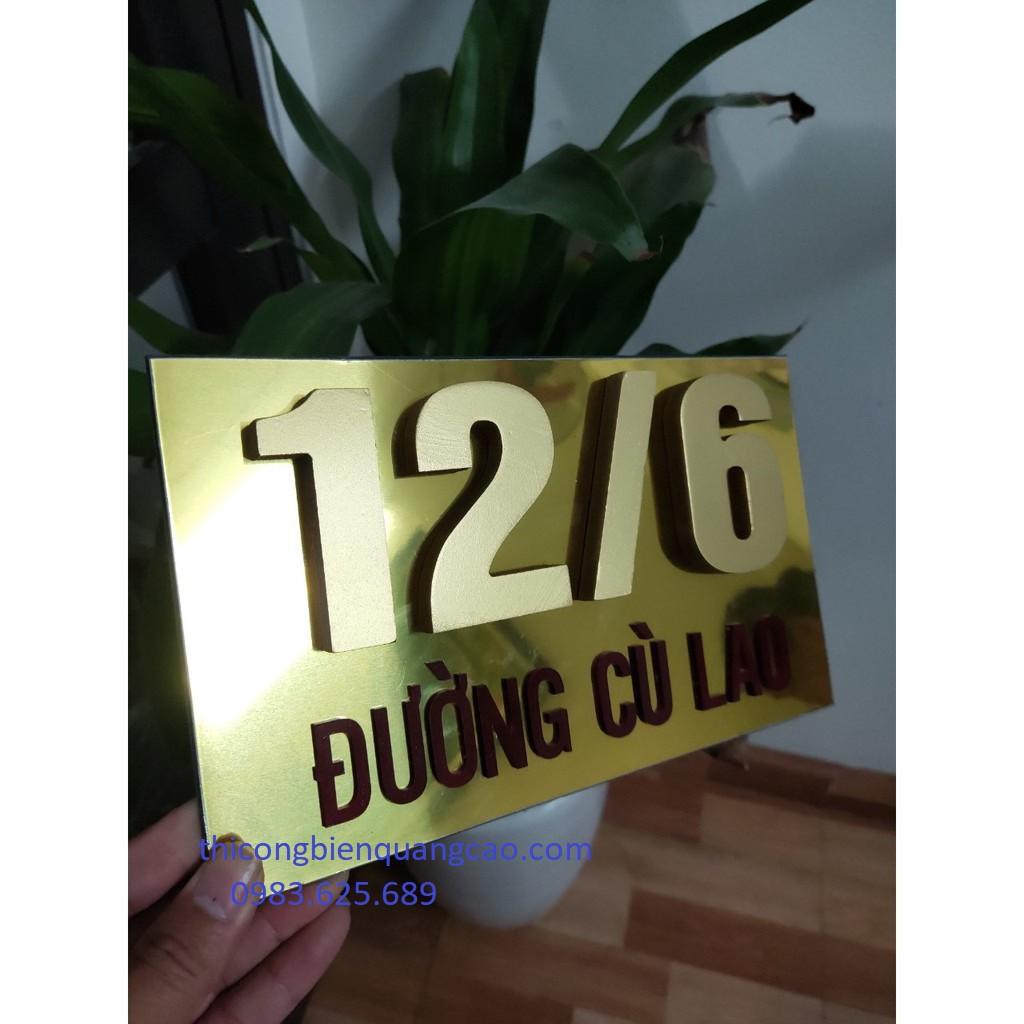 12/6
ĐƯỜNG CÙ LAO
thicongbienquangcao.com
0983.625.689